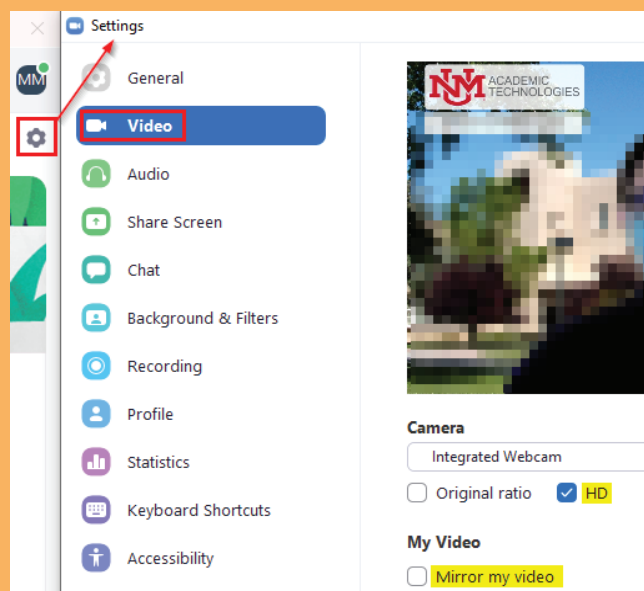 Settings
MM
General
Video
Audio
Share Screen
Chat
Background & Filters
Recording
Profile
Statistics
Keyboard Shortcuts
Accessibility
NM ACADEMIC
TECHNOLOGIES
Camera
Integrated Webcam
Original ratio HD
My Video
Mirror my video